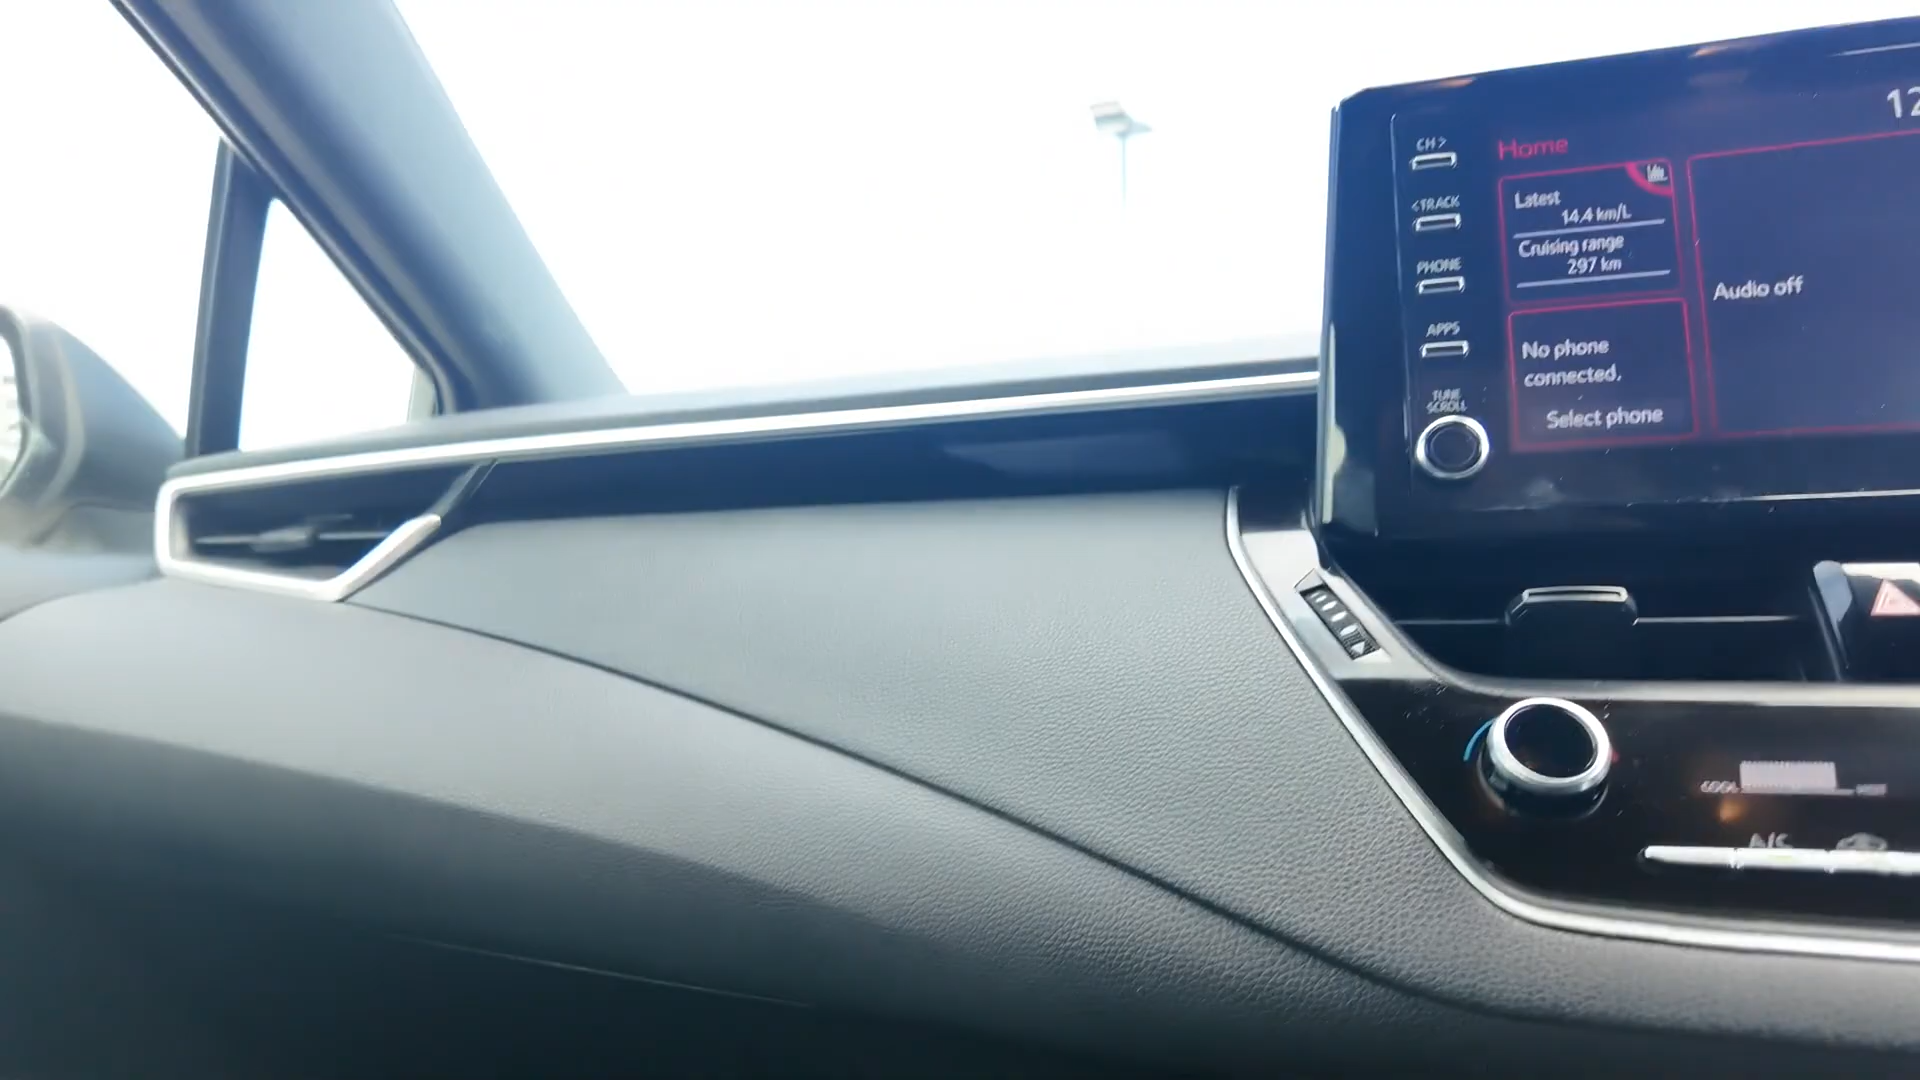 12
CH >
< TRACK
PHONE
APPS
TUNE
SCROLL
Home
Latest
14.4 km/L
Cruising range
297 km
No phone
connected.
Select phone
Audio off
COOL
A/C